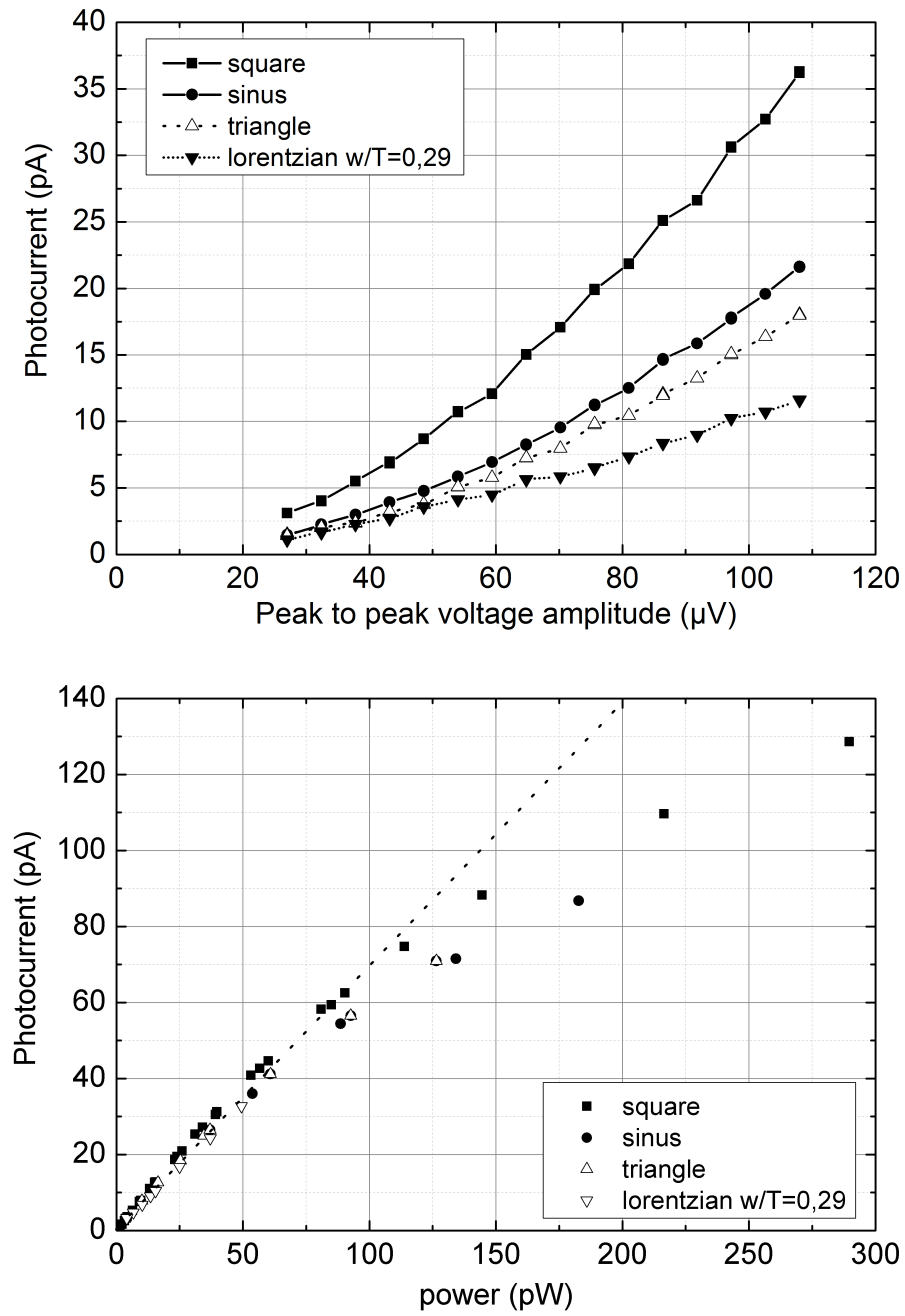 40
35
30
25
20
15
10
5
0
Photocurrent (pA)
square
sinus
triangle
lorentzian w/T=0,29
0 20 40 60 80 100 120
Peak to peak voltage amplitude (µV)
140
120
100
80
60
40
20
0
Photocurrent (pA)
square
sinus
triangle
lorentzian w/T=0,29
0 50 100 150 200 250 300
power (pW)